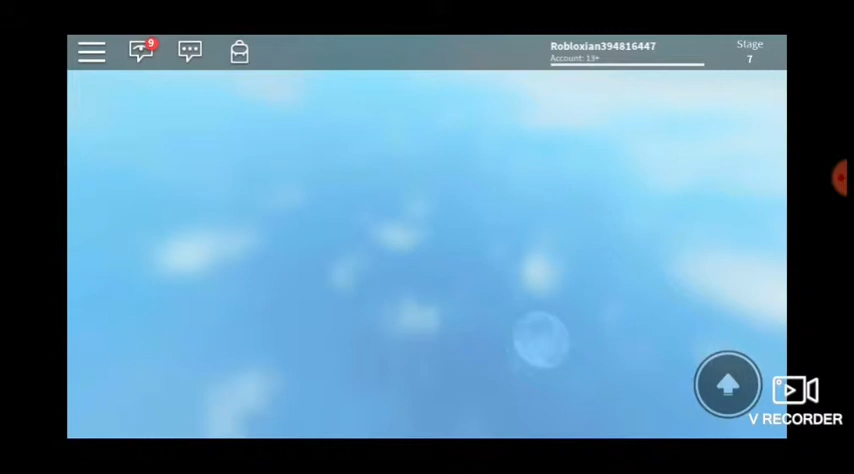 9
Robloxian394816447
Account: 13+
Stage
7
V RECORDER